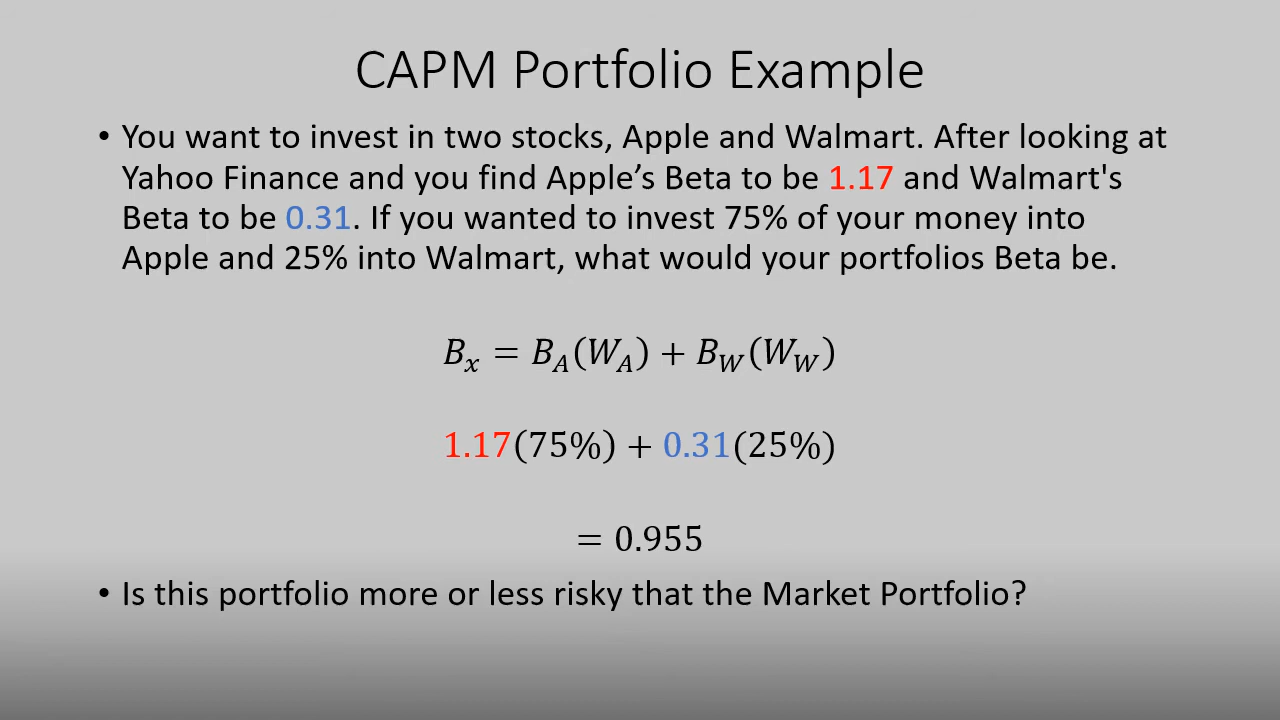 CAPM Portfolio Example
• You want to invest in two stocks, Apple and Walmart. After looking at
Yahoo Finance and you find Apple’s Beta to be 1.17 and Walmart's
Beta to be 0.31. If you wanted to invest 75% of your money into
Apple and 25% into Walmart, what would your portfolios Beta be.
𝐵ₓ = 𝐵_A(𝑊_A) + 𝐵_W(𝑊_W)
1.17(75%) + 0.31(25%)
= 0.955
• Is this portfolio more or less risky that the Market Portfolio?